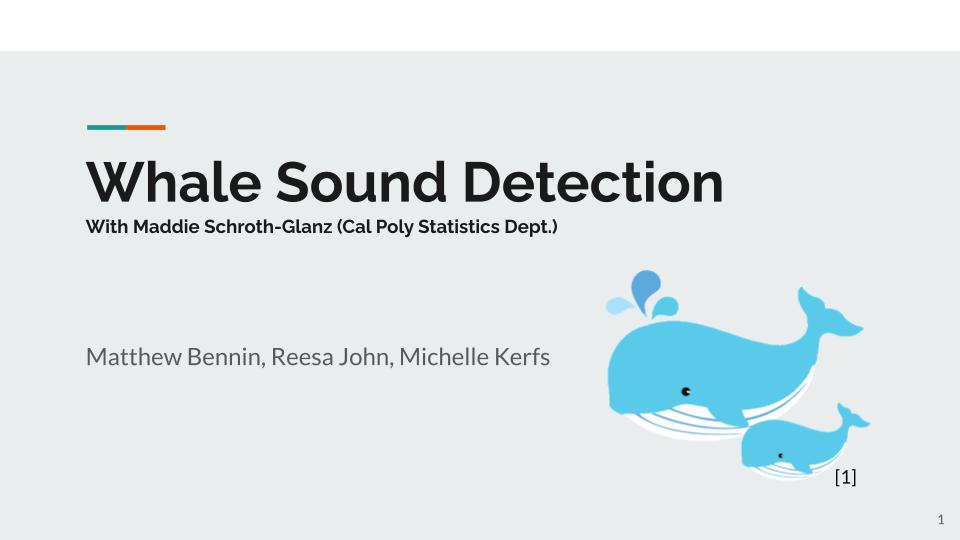 Whale Sound Detection
With Maddie Schroth-Glanz (Cal Poly Statistics Dept.)
Matthew Bennin, Reesa John, Michelle Kerfs
[1]
1